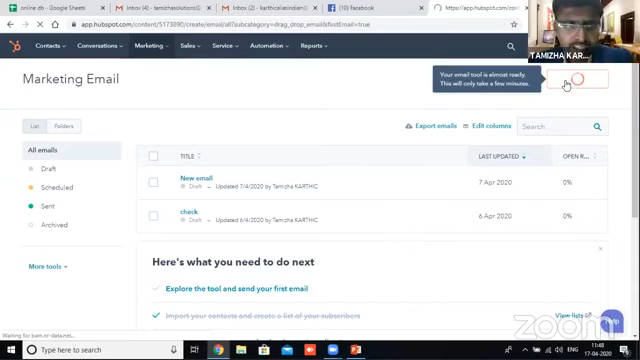 online.db - Google Sheets
Inbox (2) - tamizhasolutions@
Inbox (2) - karthicaleisindian@
(8) Facebook
https://app.hubspot.com/conten
app.hubspot.com/content/5173890/create/email/all?subcategory=drag_drop_email&firstEmail=true
Contacts
Conversations
Marketing
Sales
Service
Automation
Reports
TAMIZHA KAR...
Marketing Email
Your email tool is almost ready.
This will only take a few minutes.
List
Folders
Export emails
Edit columns
Search
All emails
Draft
Scheduled
Sent
Archived
More tools
TITLE
LAST UPDATED
OPEN R...
New email
Draft
Updated 7/4/2020 by Tamizha KARTHIC
7 Apr 2020
0%
check
Draft
Updated 6/4/2020 by Tamizha KARTHIC
6 Apr 2020
0%
Here's what you need to do next
Explore the tool and send your first email
Import your contacts and create a list of your subscribers
View lists
Help
zoom
Waiting for bam.nr-data.net...
Type here to search
ENG
11:48
17-04-2020